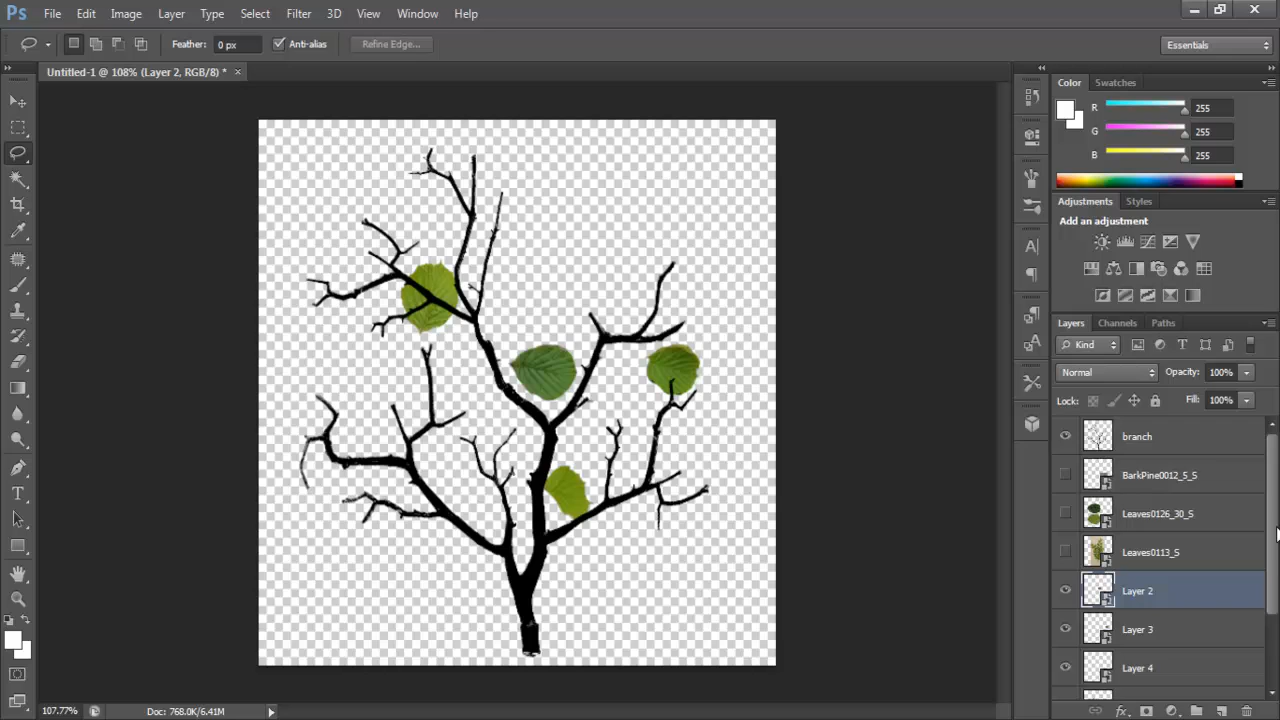 Ps File Edit Image Layer Type Select Filter 3D View Window Help
Feather: 0 px Anti-alias Refine Edge... Essentials
Untitled-1 @ 108% (Layer 2, RGB/8) * ×
Color Swatches
R 255
G 255
B 255
Adjustments Styles
Add an adjustment
Layers Channels Paths
Kind
Normal Opacity: 100%
Lock: Fill: 100%
branch
BarkPine0012_5_S
Leaves0126_30_S
Leaves0113_5
Layer 2
Layer 3
Layer 4
107.77% Doc: 768.0K/6.41M